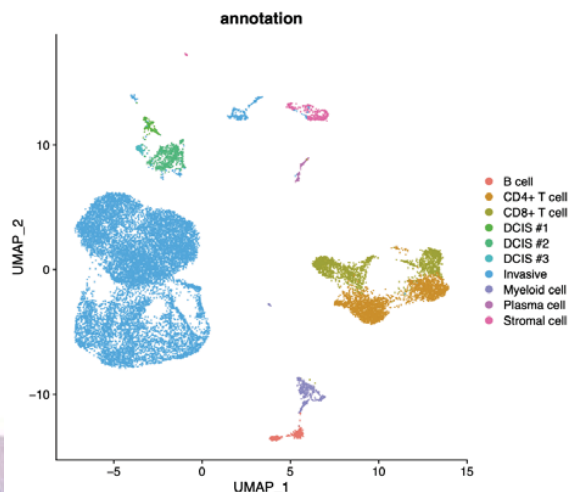 annotation
UMAP_2
10
0
−10
−5
0
5
10
15
UMAP_1
B cell
CD4+ T cell
CD8+ T cell
DCIS #1
DCIS #2
DCIS #3
Invasive
Myeloid cell
Plasma cell
Stromal cell